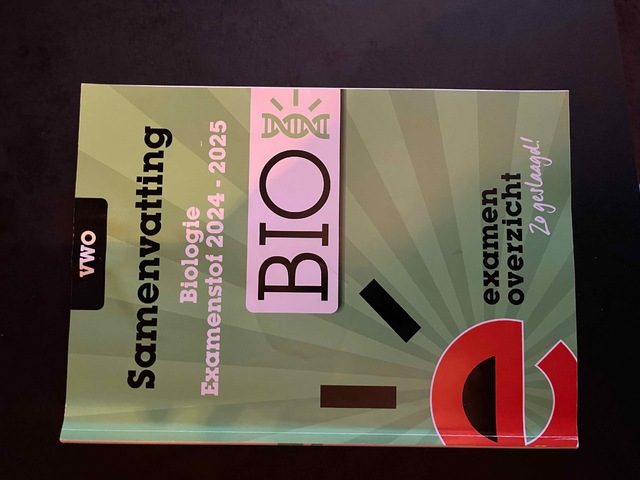 VWO
Samenvatting
Biologie
Examenstof 2024 - 2025
BIO
examen
overzicht
Zo geslaagd!
e